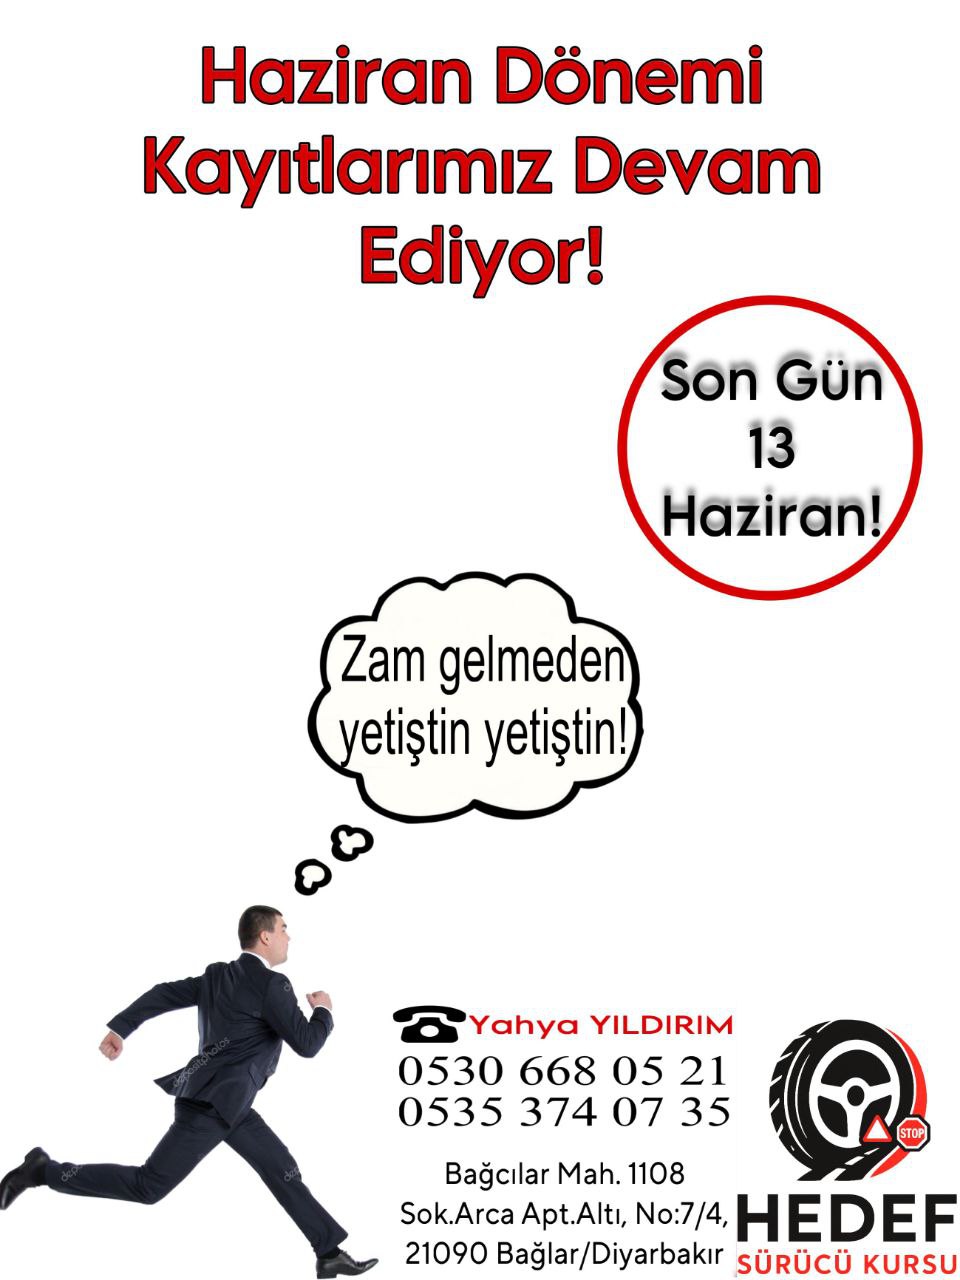 Haziran Dönemi
Kayıtlarımız Devam
Ediyor!
Son Gün
13
Haziran!
Zam gelmeden
yetiştin yetiştin!
depositphotos
Yahya YILDIRIM
0530 668 05 21
0535 374 07 35
Bağcılar Mah. 1108
Sok.Arca Apt.Altı, No:7/4,
21090 Bağlar/Diyarbakır
STOP
HEDEF
SÜRÜCÜ KURSU